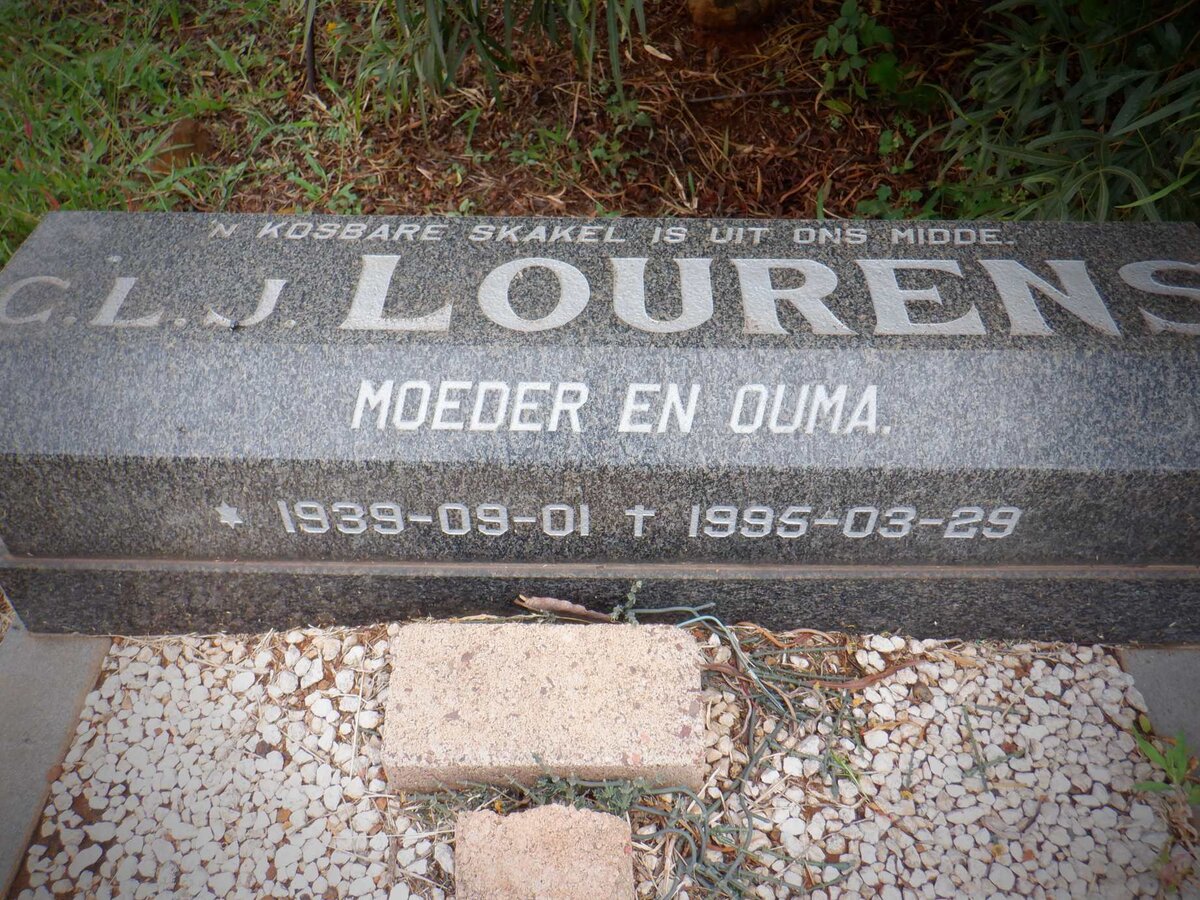 'N KOSBARE SKAKEL IS UIT ONS MIDDE.
C.L.J. LOURENS
MOEDER EN OUMA.
* 1939-09-01 † 1995-03-29